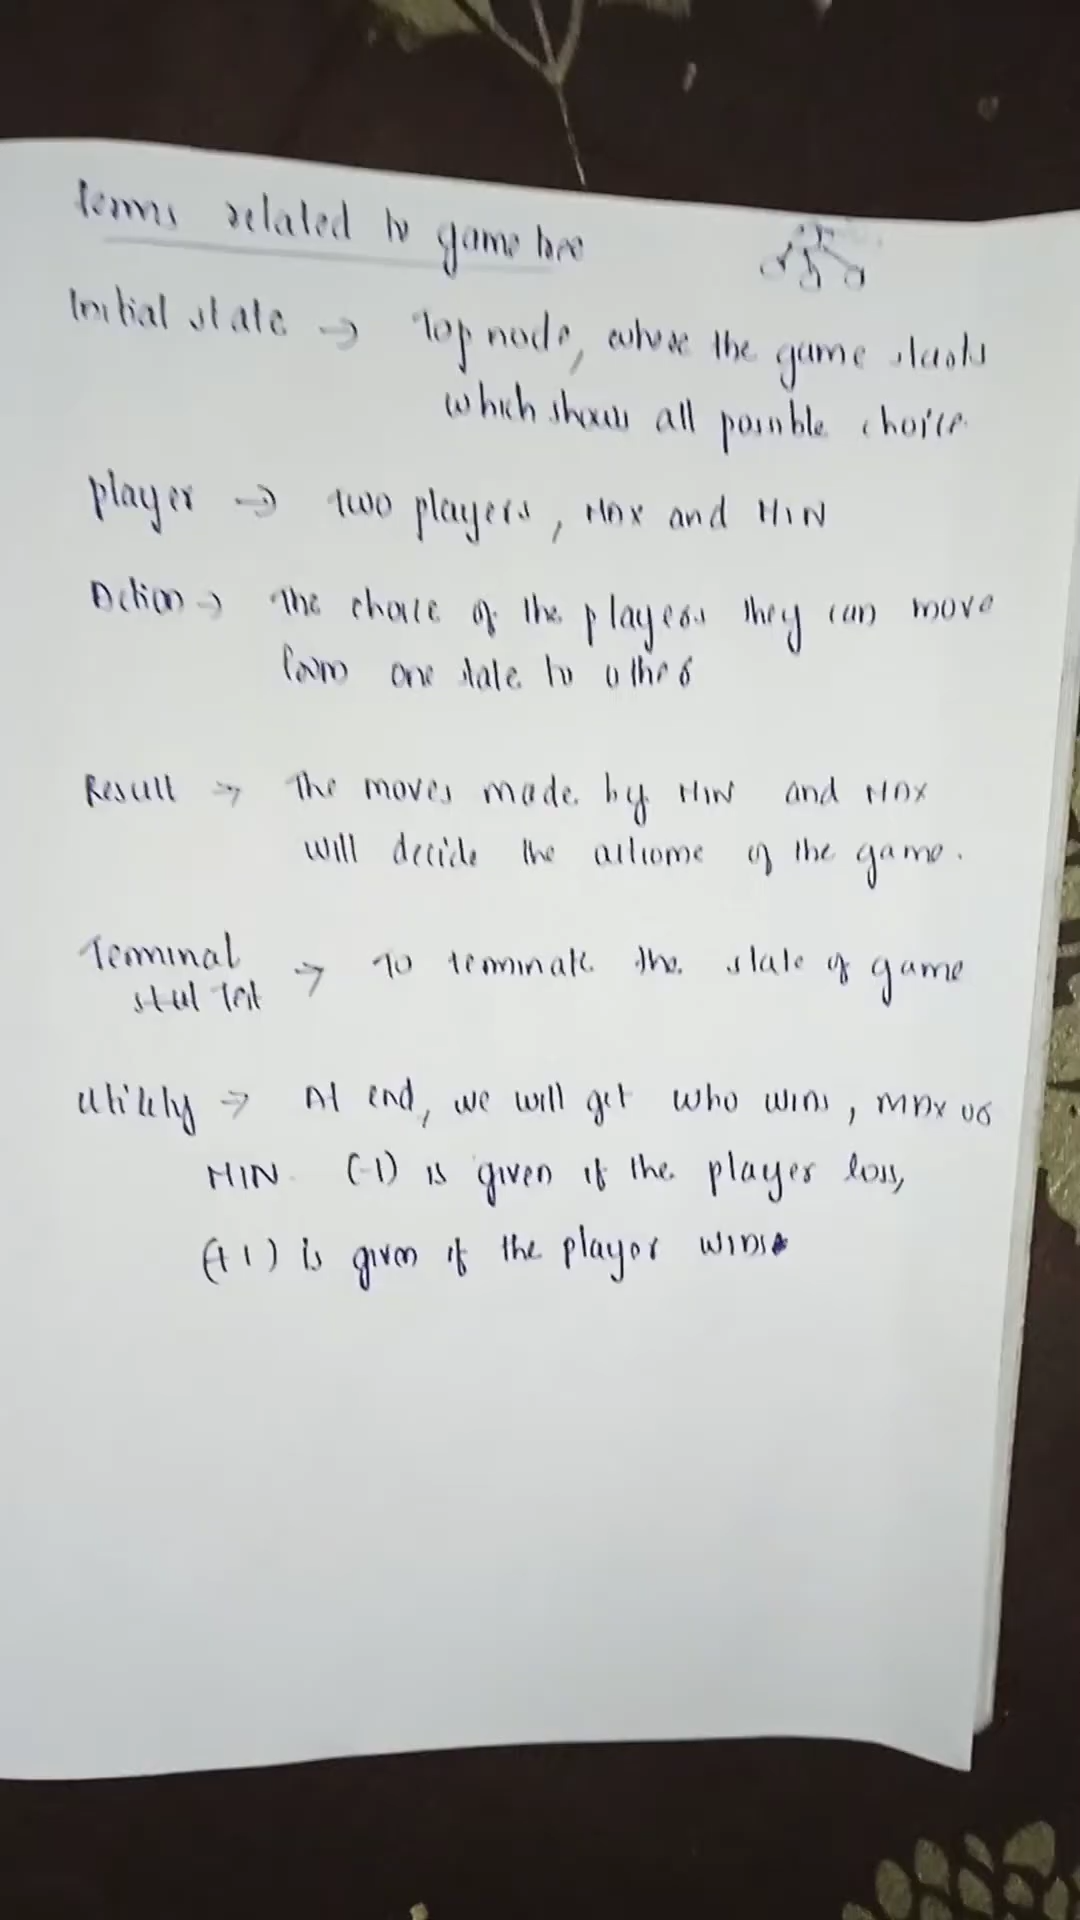 Terms related to game tree
Initial state → Top node, where the game starts
which shows all possible choice.
player → two players, MAX and MIN
Action → The choice of the players they can move
from one state to other
Result → The moves made by MIN and MAX
will decide the outcome of the game.
Terminal → To terminate the state of game
Test
Utility → At end, we will get who wins, MAX or
MIN. (-1) is given if the player loss,
(+1) is given if the player wins.